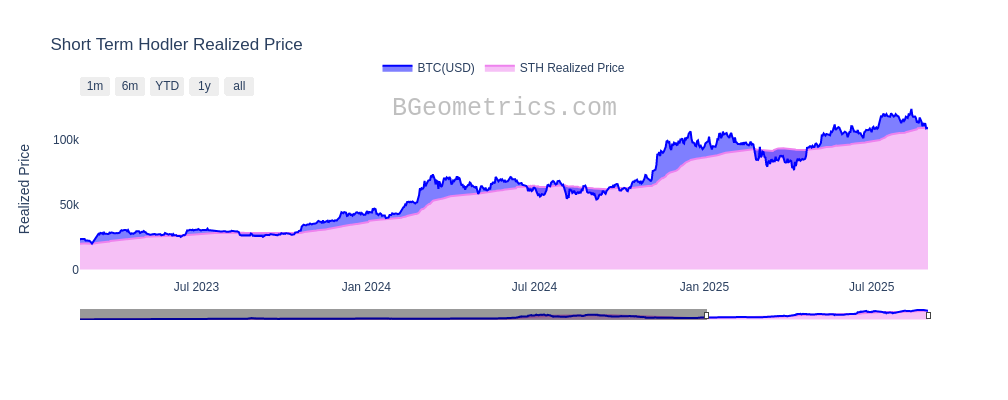 Short Term Hodler Realized Price
BTC(USD) STH Realized Price
1m 6m YTD 1y all
BGeometrics.com
Realized Price
100k
50k
0
Jul 2023 Jan 2024 Jul 2024 Jan 2025 Jul 2025